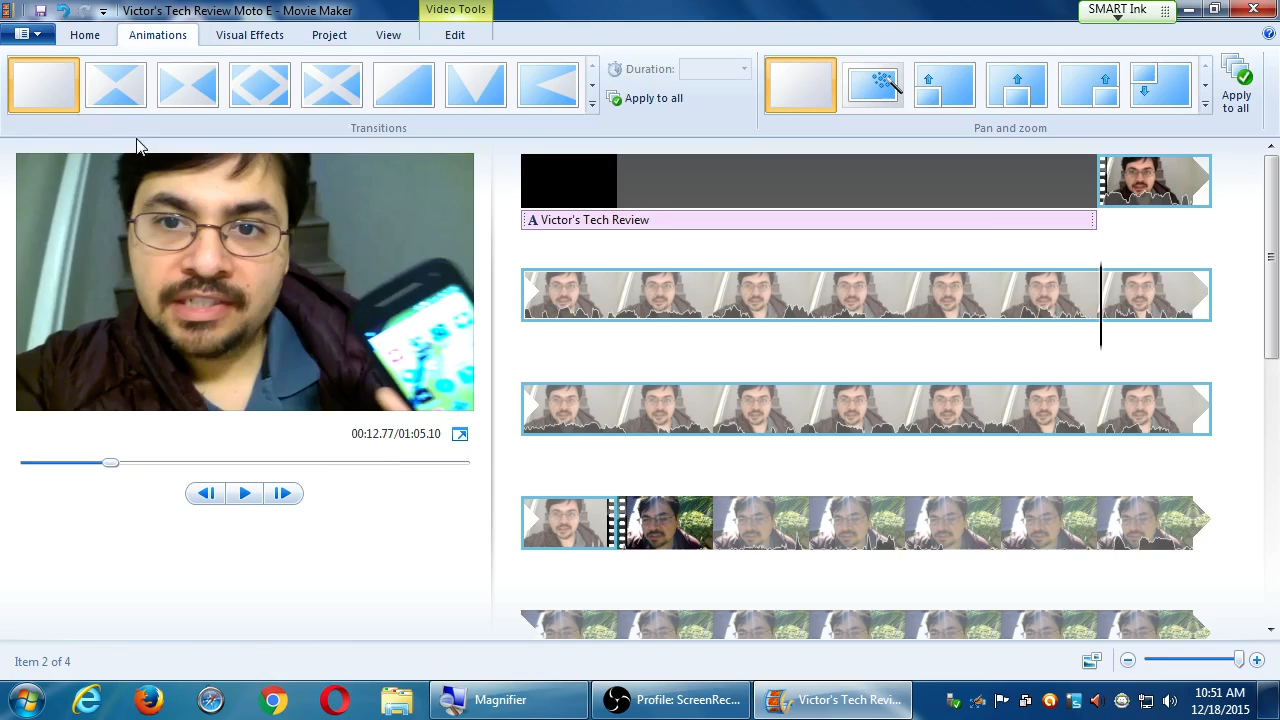 Victor's Tech Review Moto E - Movie Maker
Video Tools
SMART Ink
Home
Animations
Visual Effects
Project
View
Edit
Duration:
Apply to all
Apply to all
Transitions
Pan and zoom
A Victor's Tech Review
00:12.77/01:05.10
Item 2 of 4
Magnifier
Profile: ScreenRec...
Victor's Tech Revi...
10:51 AM
12/18/2015